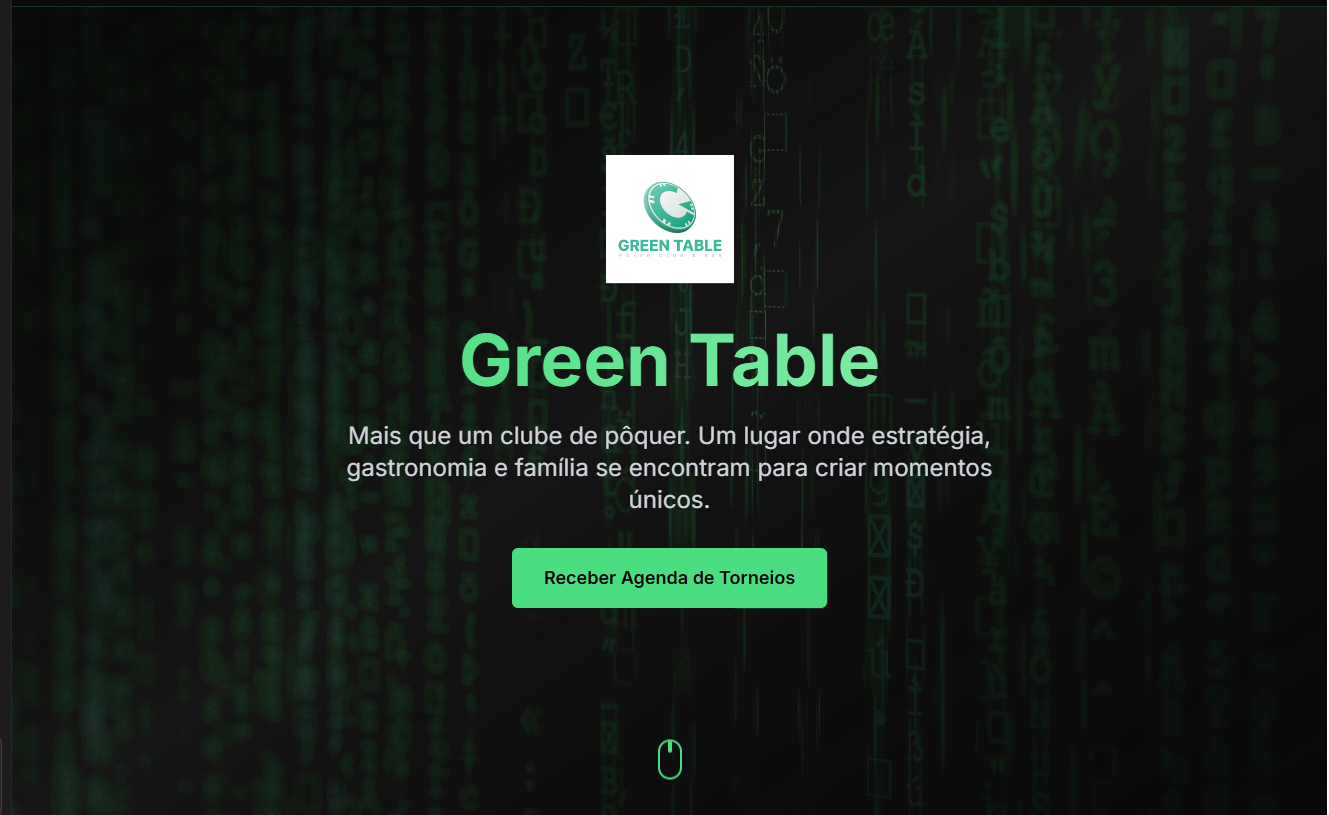 GREEN TABLE
POKER CLUB & BAR
Green Table
Mais que um clube de pôquer. Um lugar onde estratégia,
gastronomia e família se encontram para criar momentos
únicos.
Receber Agenda de Torneios